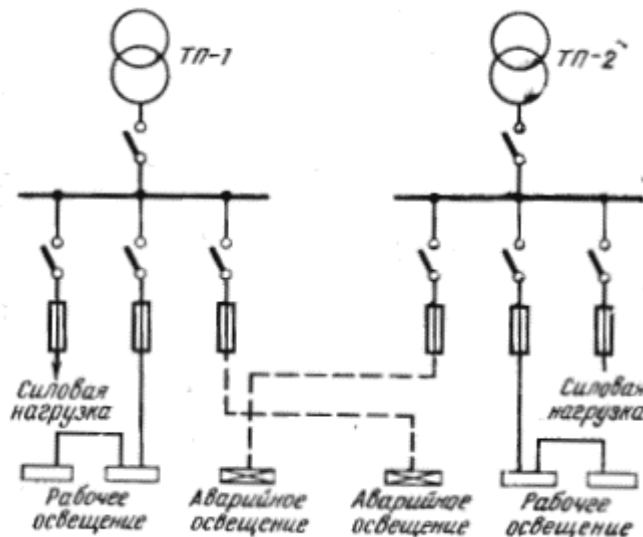 ТП-1
ТП-2
Силовая
нагрузка
Силовая
нагрузка
Рабочее
освещение
Аварийное
освещение
Аварийное
освещение
Рабочее
освещение